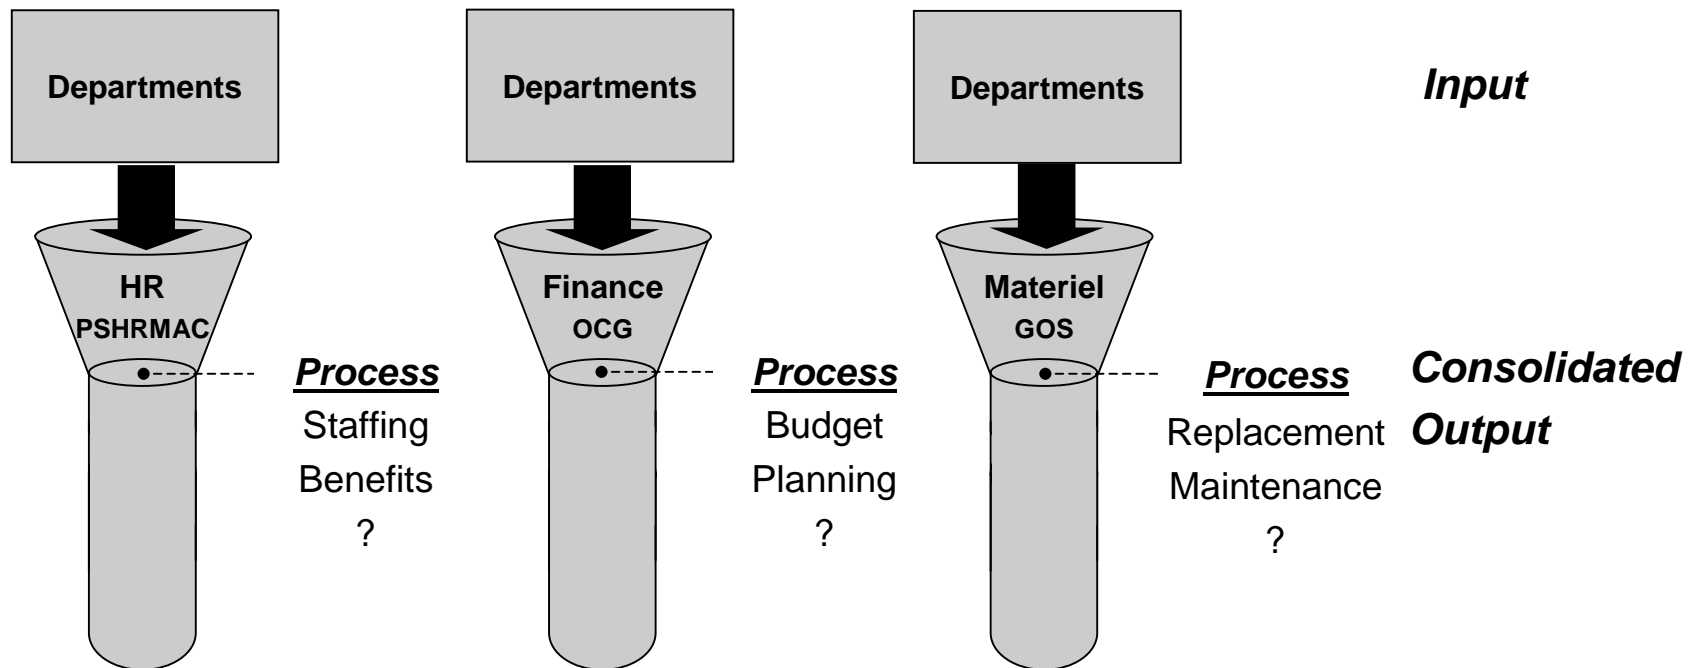 Departments
Departments
Departments
Input
HR
PSHRMAC
Finance
OCG
Materiel
GOS
Process
Staffing
Benefits
?
Process
Budget
Planning
?
Process
Replacement
Maintenance
?
Consolidated
Output